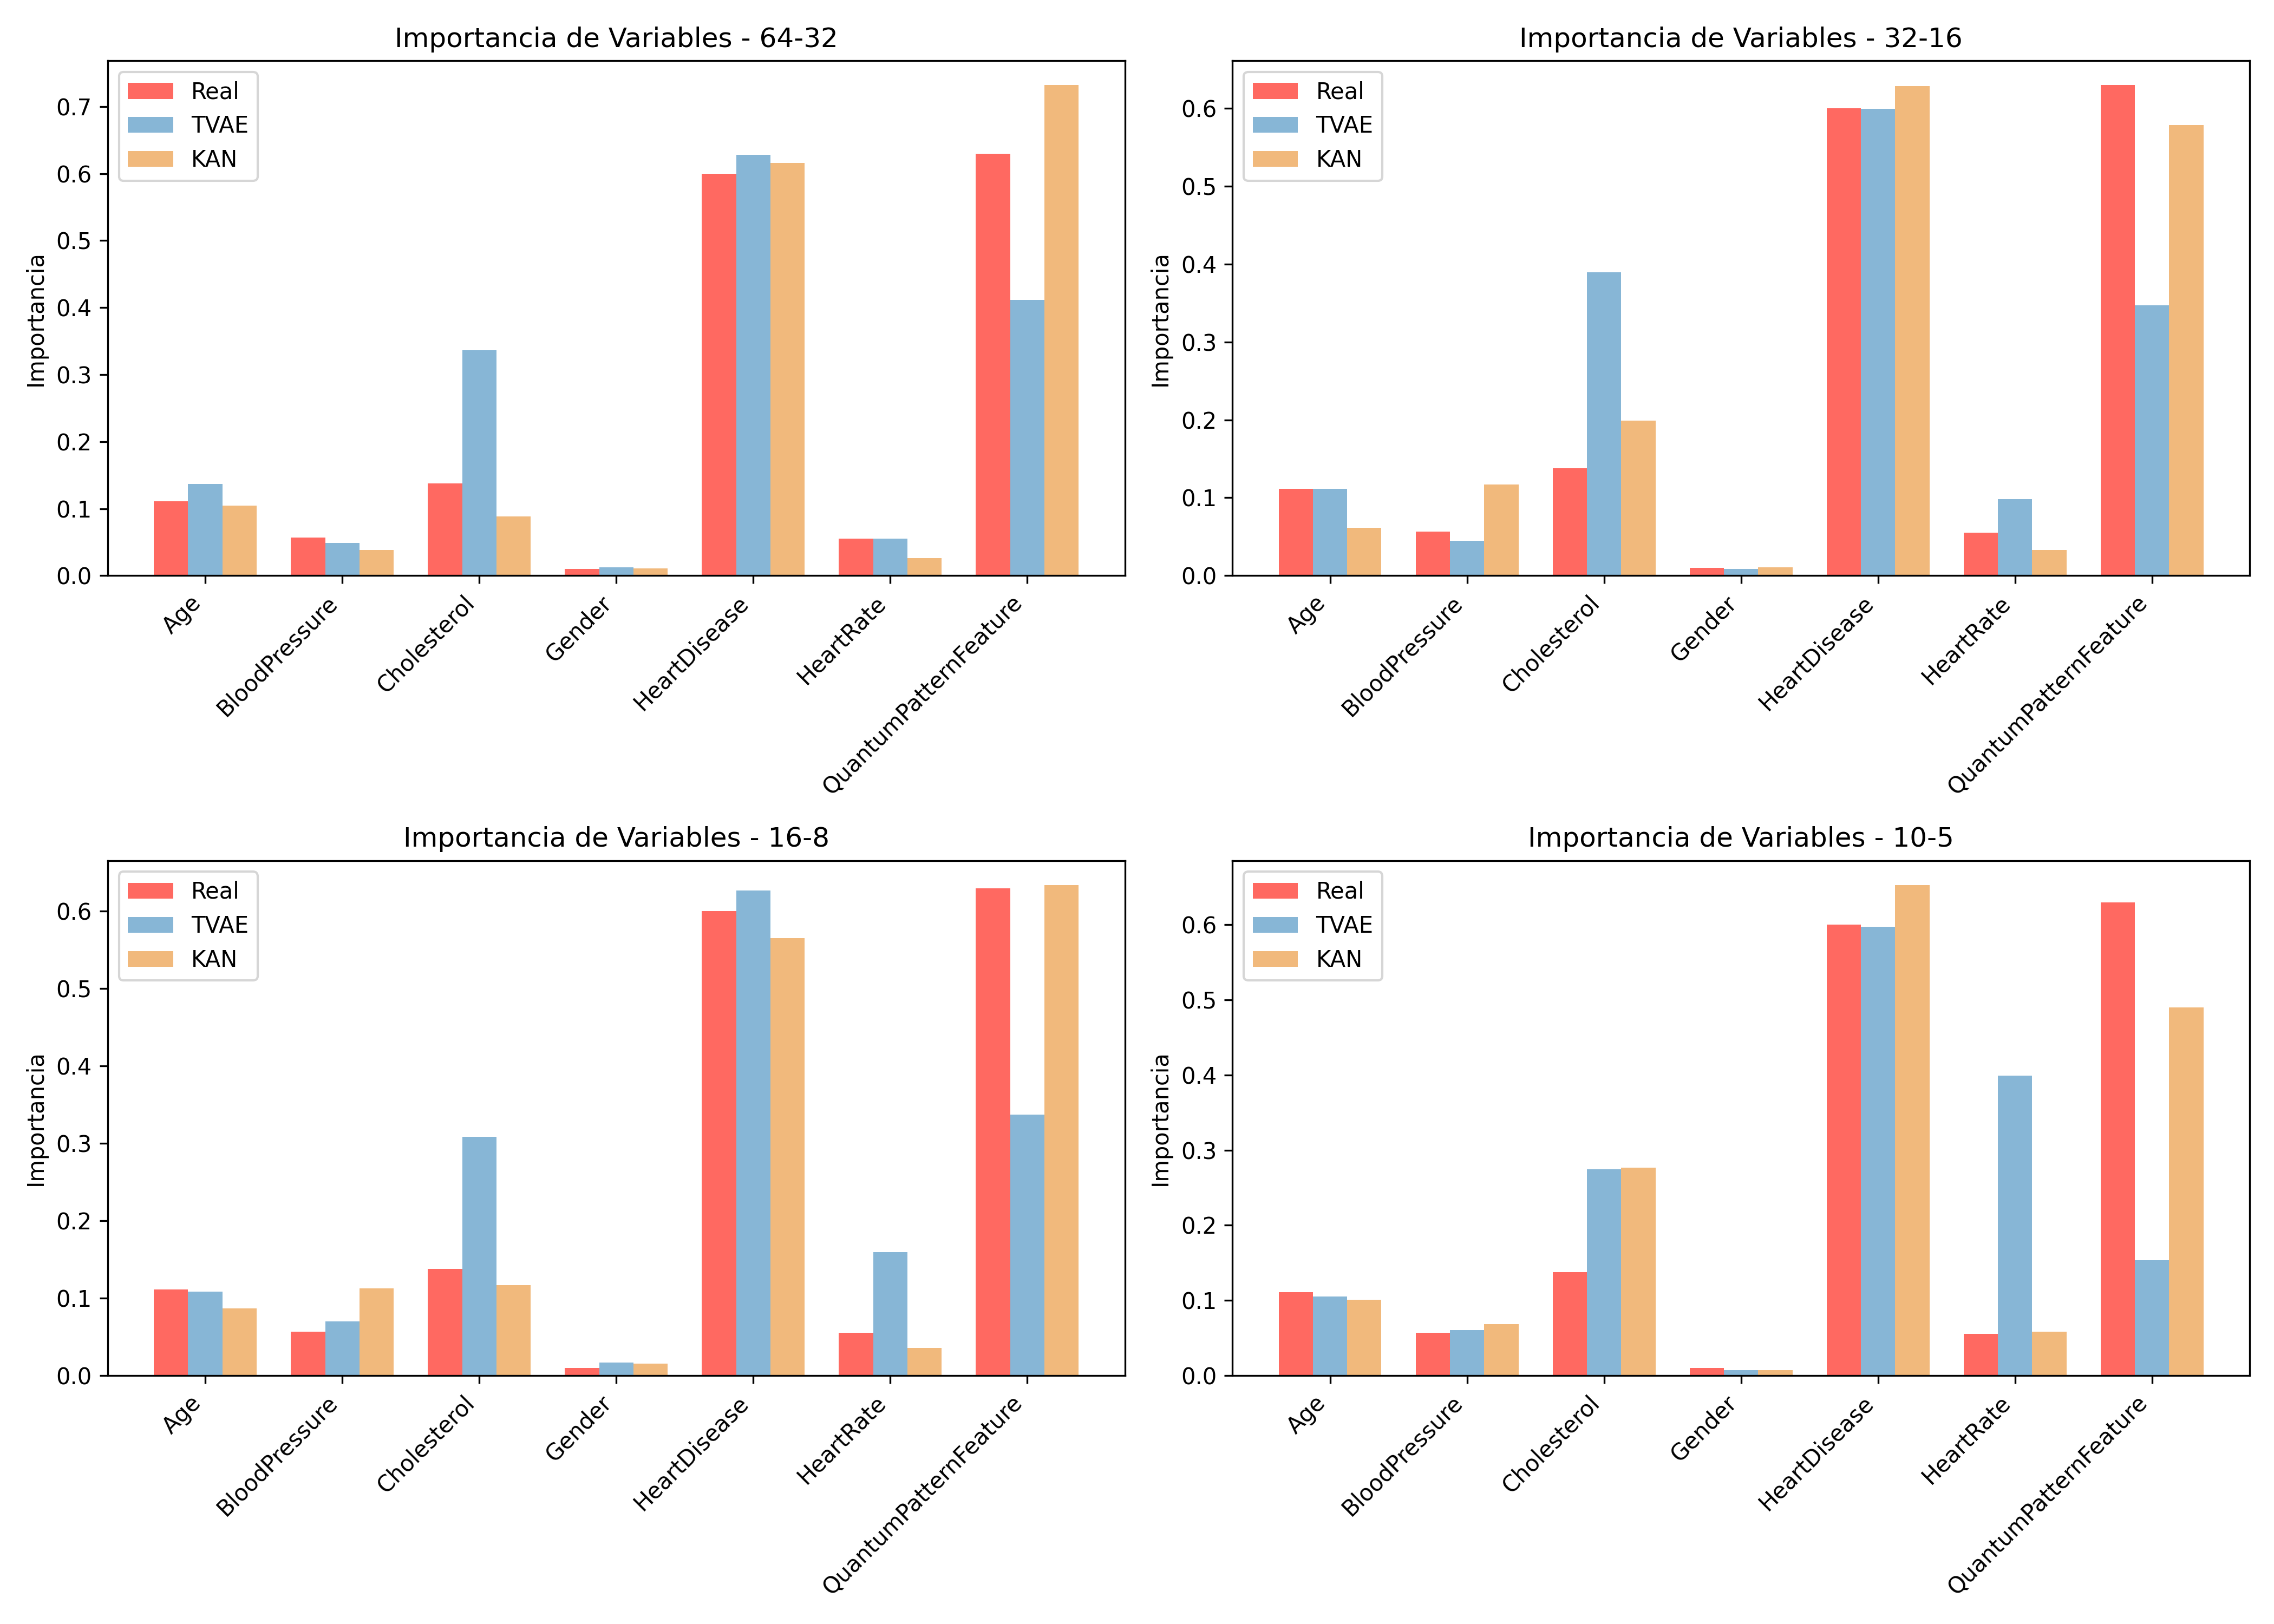 Importancia de Variables - 64-32
Real
TVAE
KAN
Importancia
0.7
0.6
0.5
0.4
0.3
0.2
0.1
0.0
Age
BloodPressure
Cholesterol
Gender
HeartDisease
HeartRate
QuantumPatternFeature
Importancia de Variables - 32-16
Real
TVAE
KAN
Importancia
0.6
0.5
0.4
0.3
0.2
0.1
0.0
Age
BloodPressure
Cholesterol
Gender
HeartDisease
HeartRate
QuantumPatternFeature
Importancia de Variables - 16-8
Real
TVAE
KAN
Importancia
0.6
0.5
0.4
0.3
0.2
0.1
0.0
Age
BloodPressure
Cholesterol
Gender
HeartDisease
HeartRate
QuantumPatternFeature
Importancia de Variables - 10-5
Real
TVAE
KAN
Importancia
0.6
0.5
0.4
0.3
0.2
0.1
0.0
Age
BloodPressure
Cholesterol
Gender
HeartDisease
HeartRate
QuantumPatternFeature